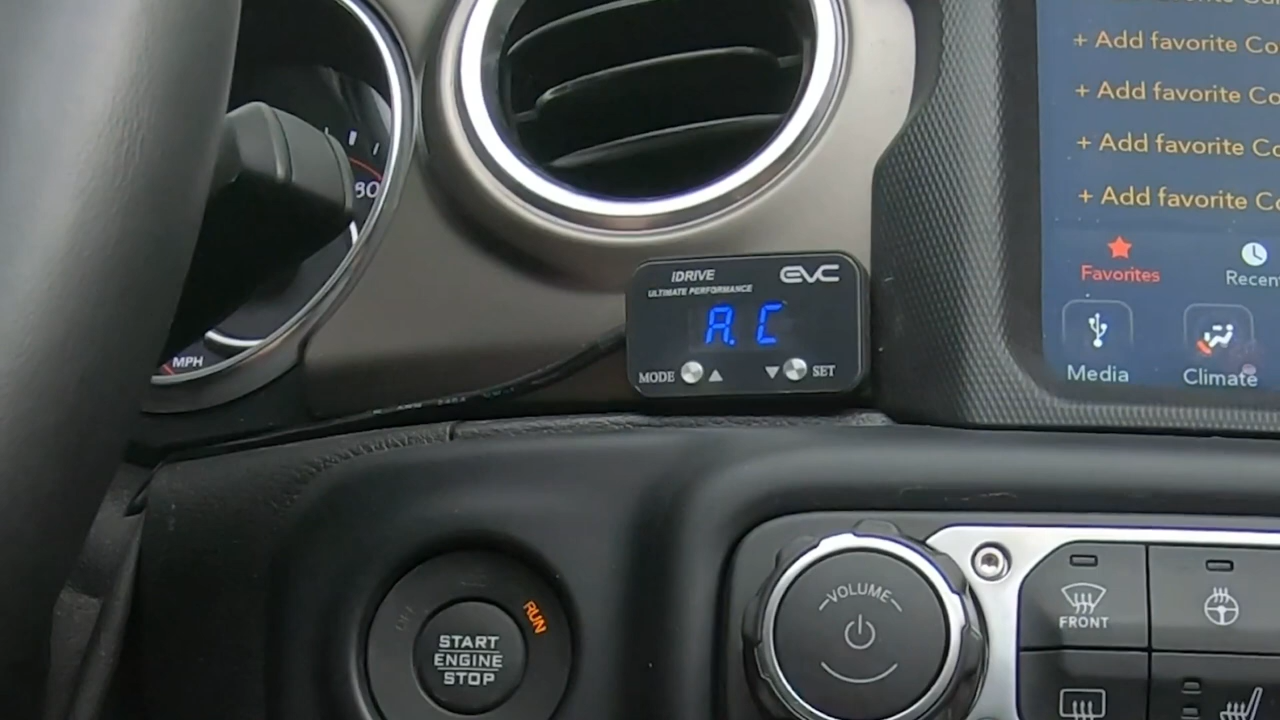 + Add favorite Co
+ Add favorite Co
+ Add favorite Co
+ Add favorite Co
80
MPH
iDRIVE
EVC
ULTIMATE PERFORMANCE
A.C
MODE
SET
Favorites
Recen
Media
Climate
RUN
START
ENGINE
STOP
VOLUME
FRONT